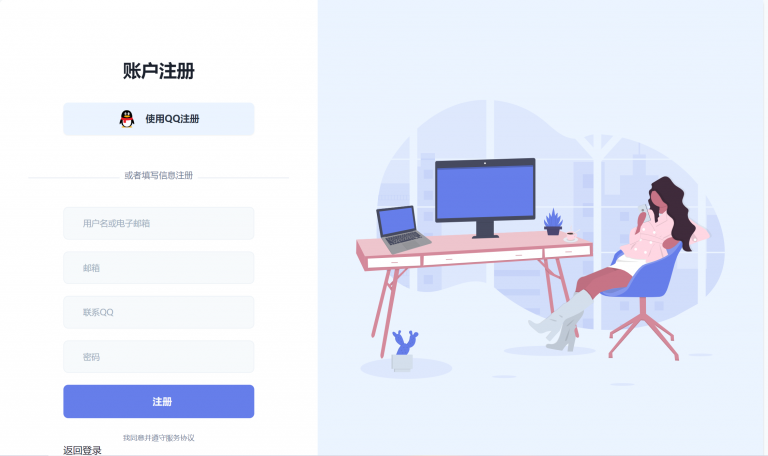 账户注册
使用QQ注册
或者填写信息注册
用户名或电子邮箱
邮箱
联系QQ
密码
注册
我同意并遵守服务协议
返回登录